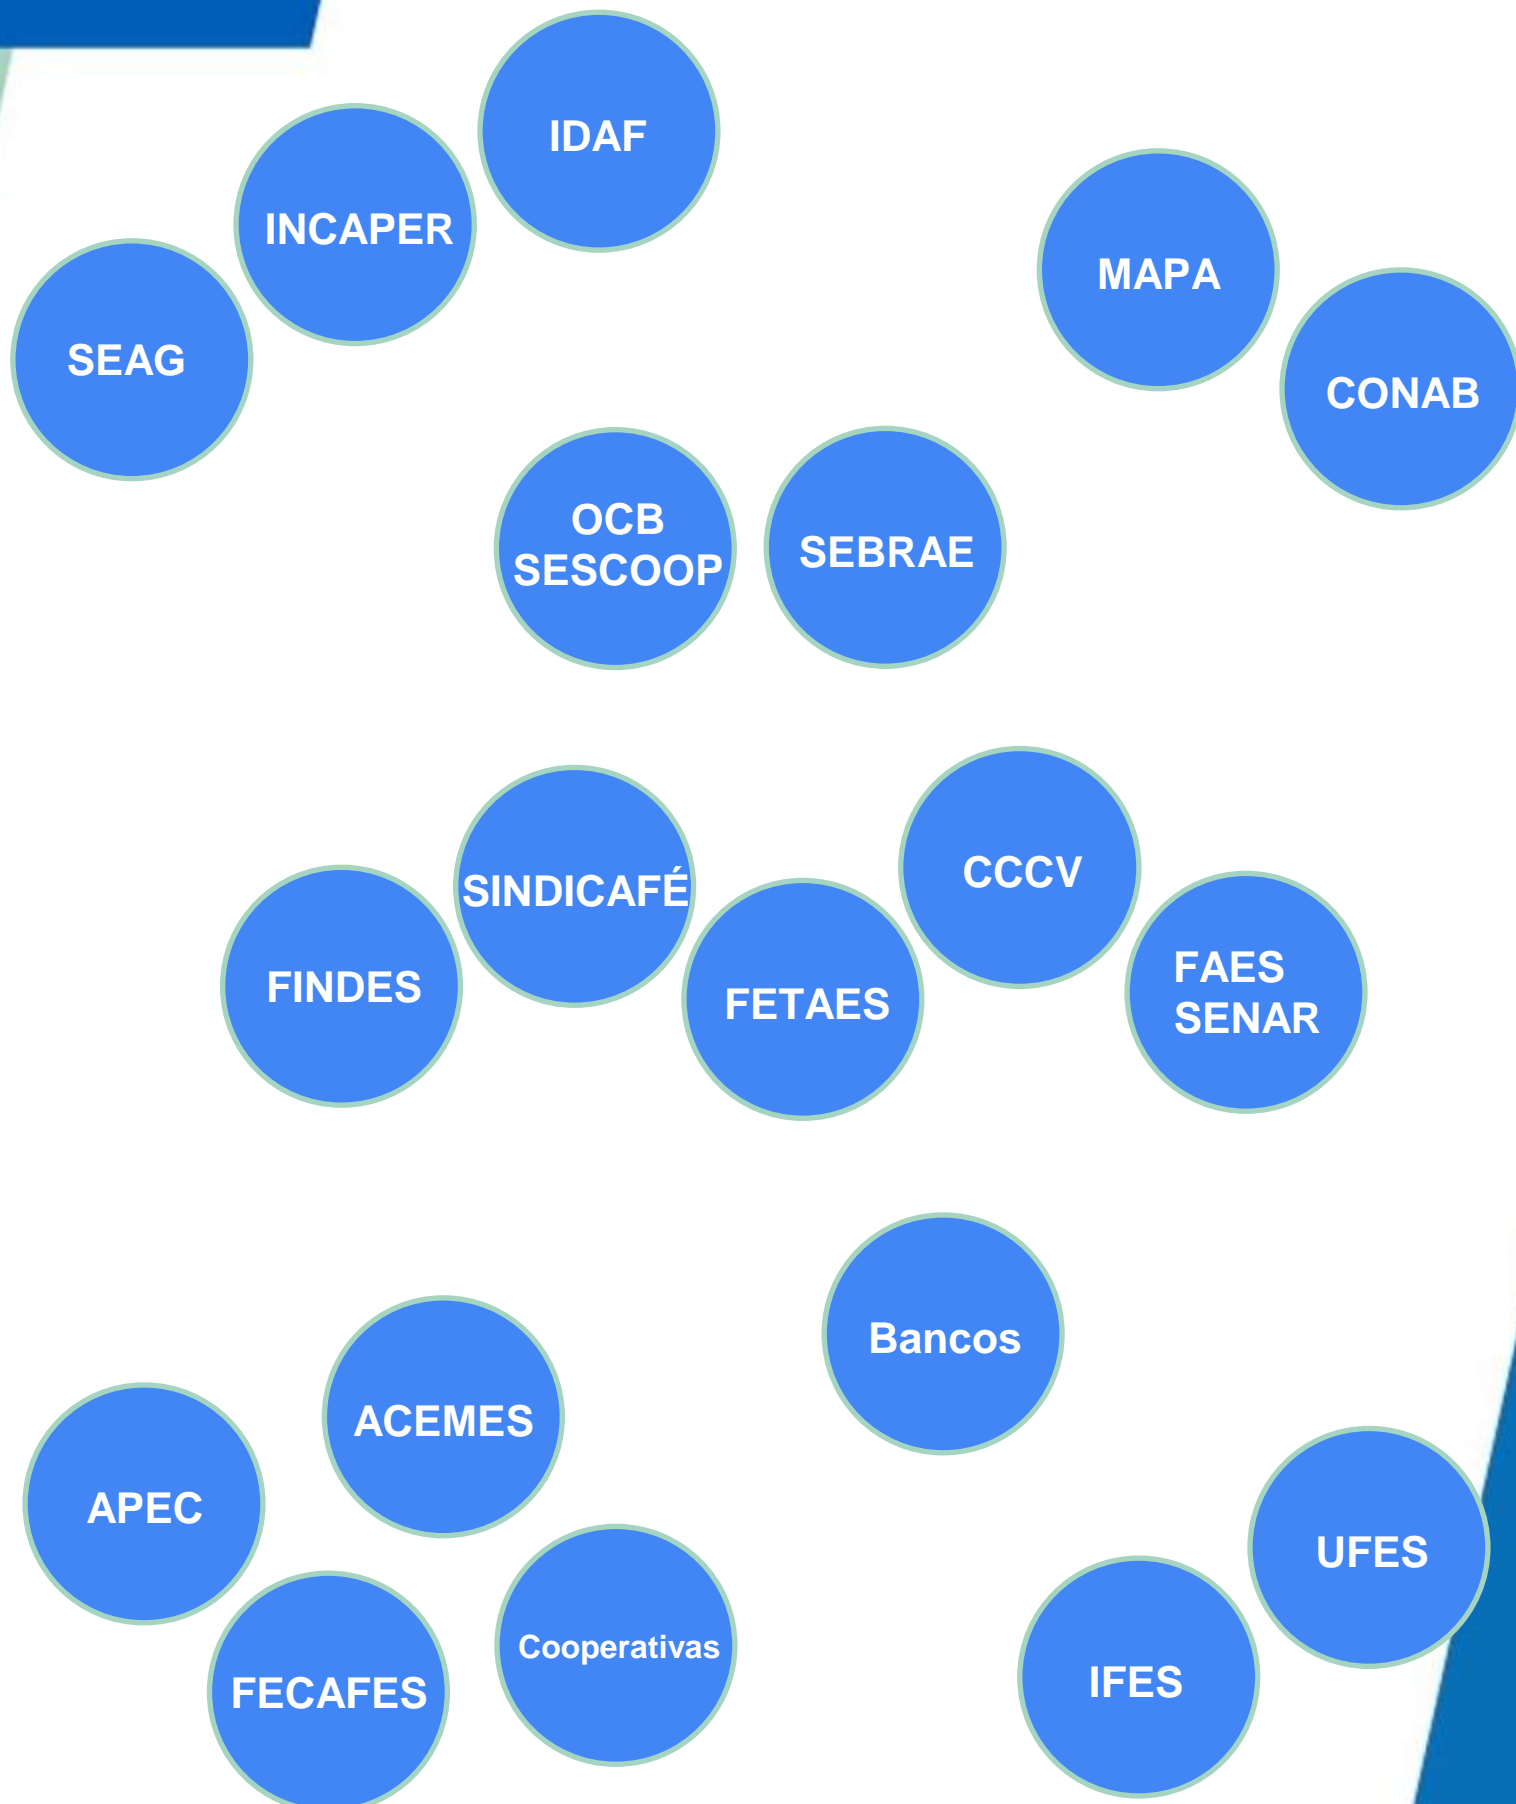 IDAF
INCAPER
SEAG
MAPA
CONAB
OCB
SESCOOP
SEBRAE
SINDICAFÉ
CCCV
FINDES
FETAES
FAES
SENAR
Bancos
ACEMES
APEC
Cooperativas
FECAFES
UFES
IFES